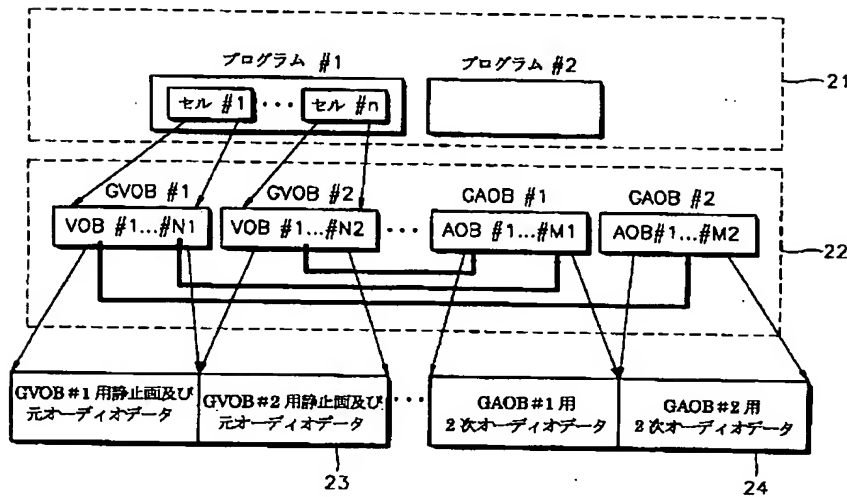 プログラム #1
プログラム #2
セル #1 ··· セル #n
21
GVOB #1
GVOB #2
GAOB #1
GAOB #2
VOB #1...#N1
VOB #1...#N2
···
AOB #1...#M1
AOB#1...#M2
22
GVOB#1用静止画及び
元オーディオデータ
GVOB#2用静止画及び
元オーディオデータ
···
GAOB#1用
2次オーディオデータ
GAOB#2用
2次オーディオデータ
23
24